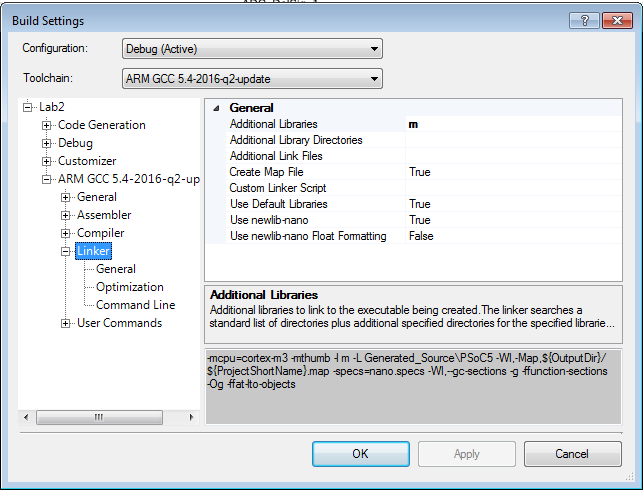 Build Settings
Configuration:
Debug (Active)
Toolchain:
ARM GCC 5.4-2016-q2-update
Lab2
Code Generation
Debug
Customizer
ARM GCC 5.4-2016-q2-up
General
Assembler
Compiler
Linker
General
Optimization
Command Line
User Commands
General
Additional Libraries m
Additional Library Directories
Additional Link Files
Create Map File True
Custom Linker Script
Use Default Libraries True
Use newlib-nano True
Use newlib-nano Float Formatting False
Additional Libraries
Additional libraries to link to the executable being created.The linker searches a
standard list of directories plus additional specified directories for the specified librarie...
-mcpu=cortex-m3 -mthumb -l m -L Generated_Source\PSoC5 -Wl,-Map,${OutputDir}/
${ProjectShortName}.map -specs=nano.specs -Wl,--gc-sections -g -ffunction-sections
-Og -ffat-lto-objects
OK
Apply
Cancel